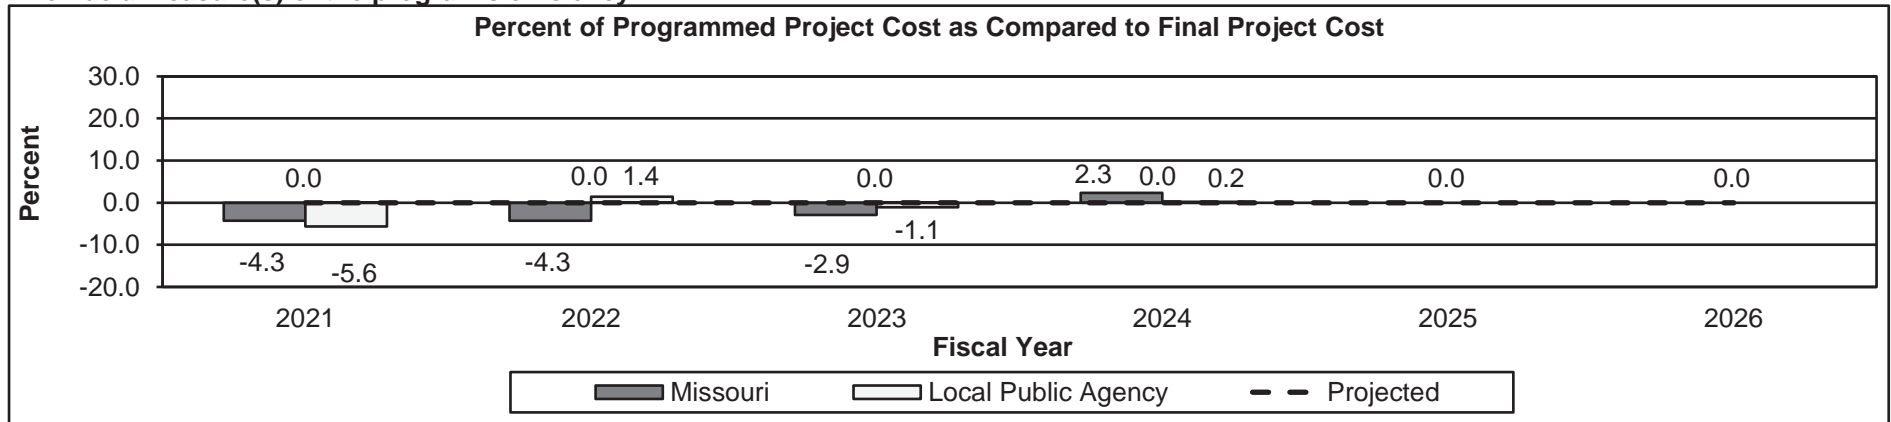 Percent of Programmed Project Cost as Compared to Final Project Cost
30.0
20.0
10.0
0.0
-10.0
-20.0
Percent
0.0 0.0 1.4 0.0 2.3 0.0 0.2 0.0 0.0
-4.3 -5.6 -4.3 -2.9 -1.1
2021 2022 2023 2024 2025 2026
Fiscal Year
Missouri Local Public Agency Projected